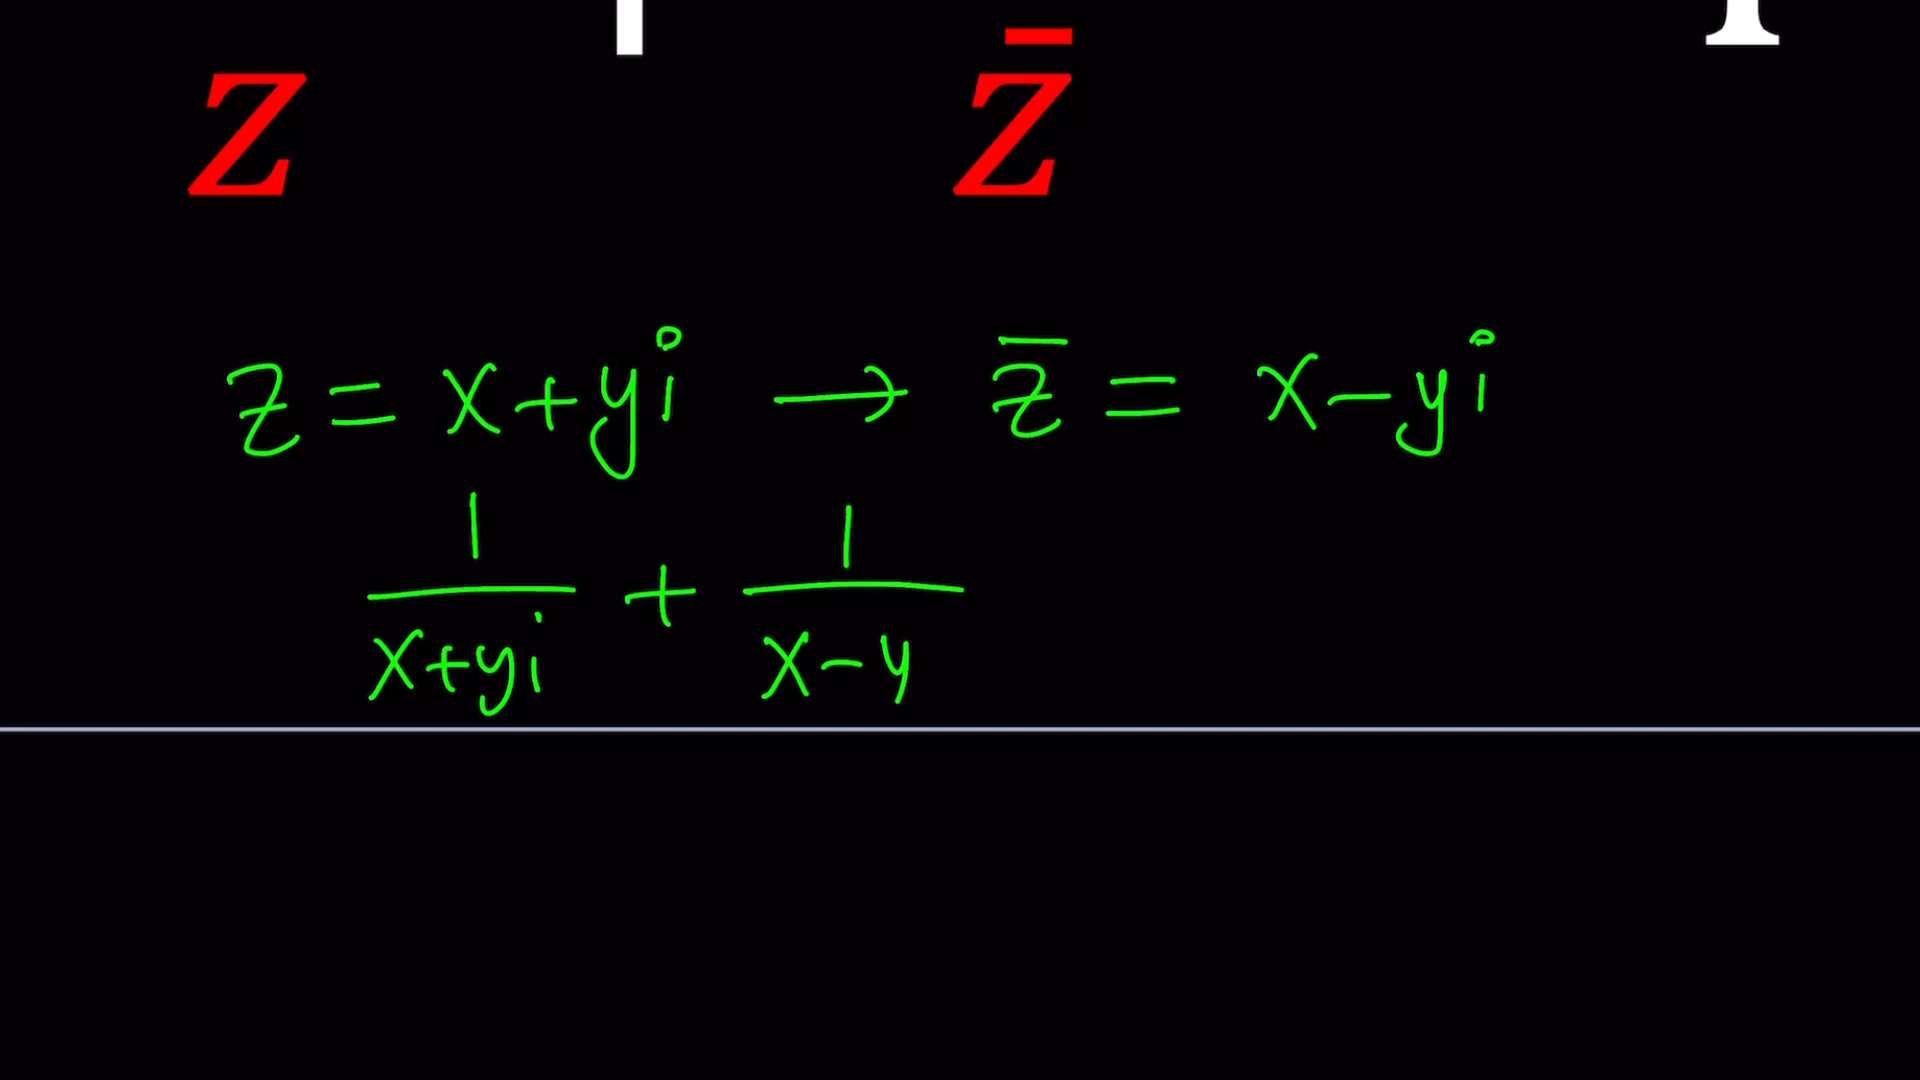 z z̄
z = x+yi → z̄ = x-yi
1/(x+yi) + 1/(x-y